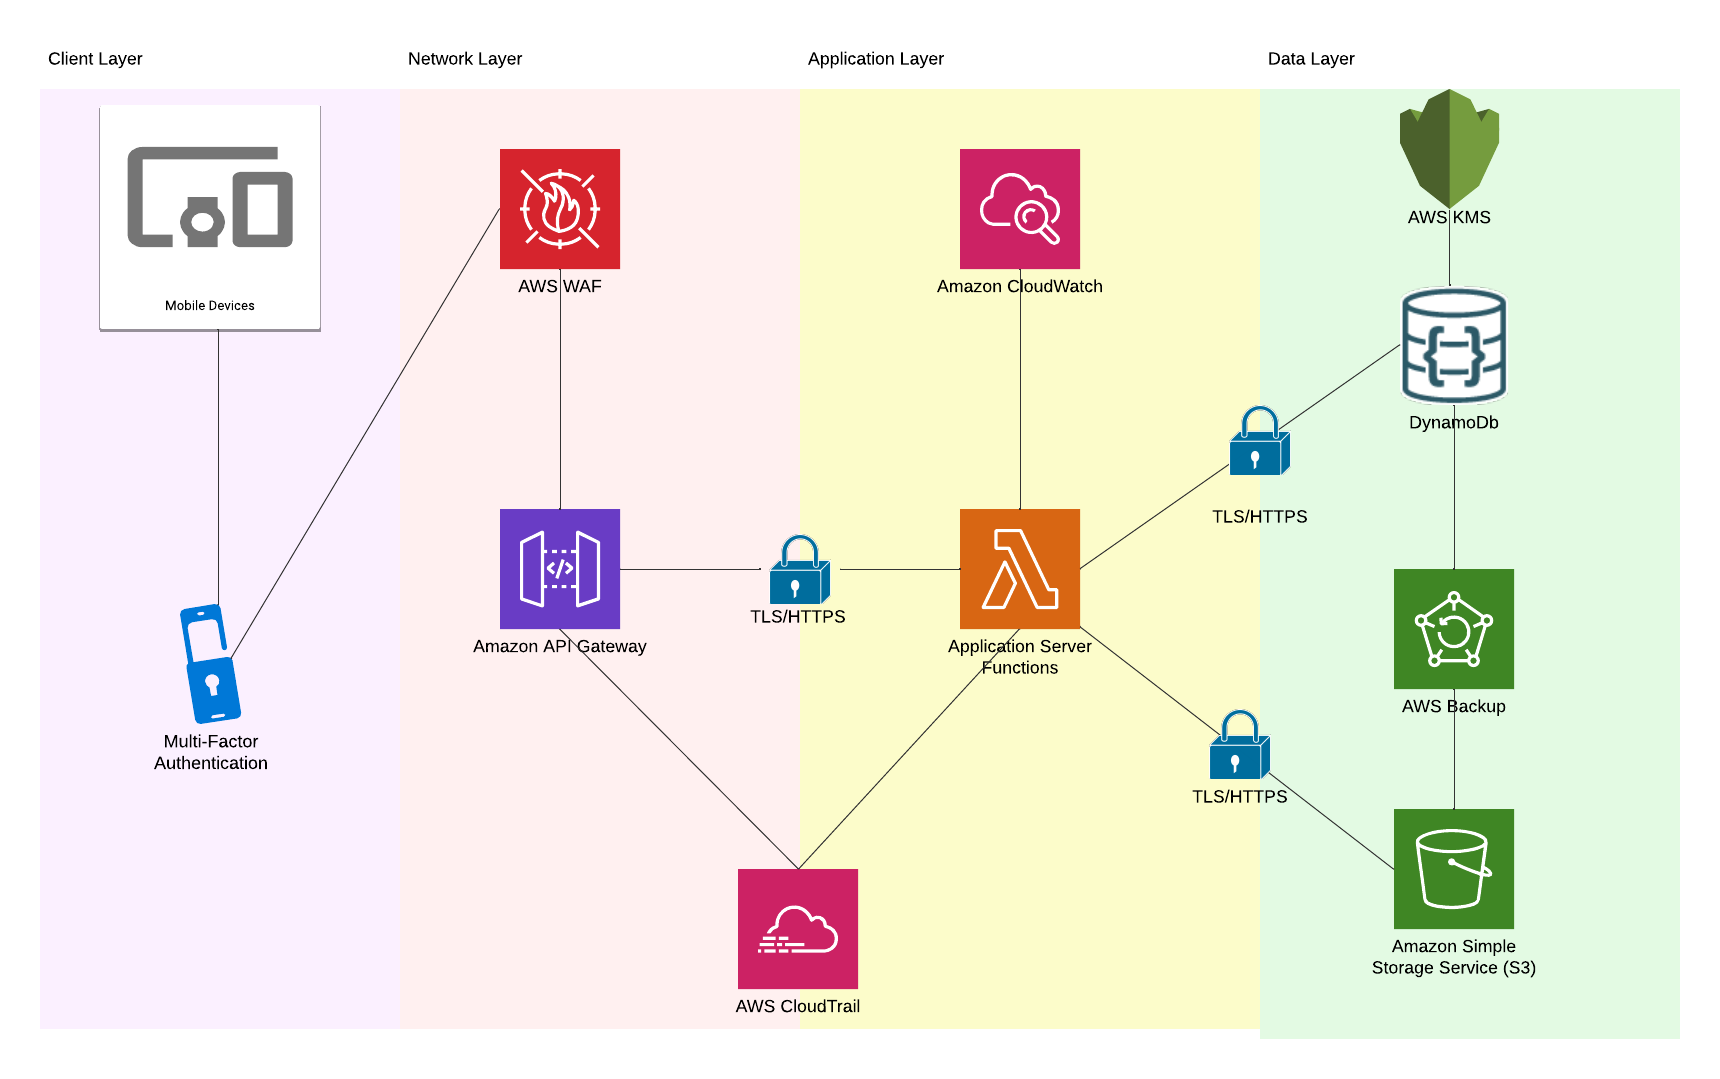 Client Layer
Network Layer
Application Layer
Data Layer
Mobile Devices
AWS WAF
Amazon CloudWatch
AWS KMS
DynamoDb
TLS/HTTPS
TLS/HTTPS
Amazon API Gateway
Application Server
Functions
AWS Backup
Multi-Factor
Authentication
TLS/HTTPS
Amazon Simple
Storage Service (S3)
AWS CloudTrail